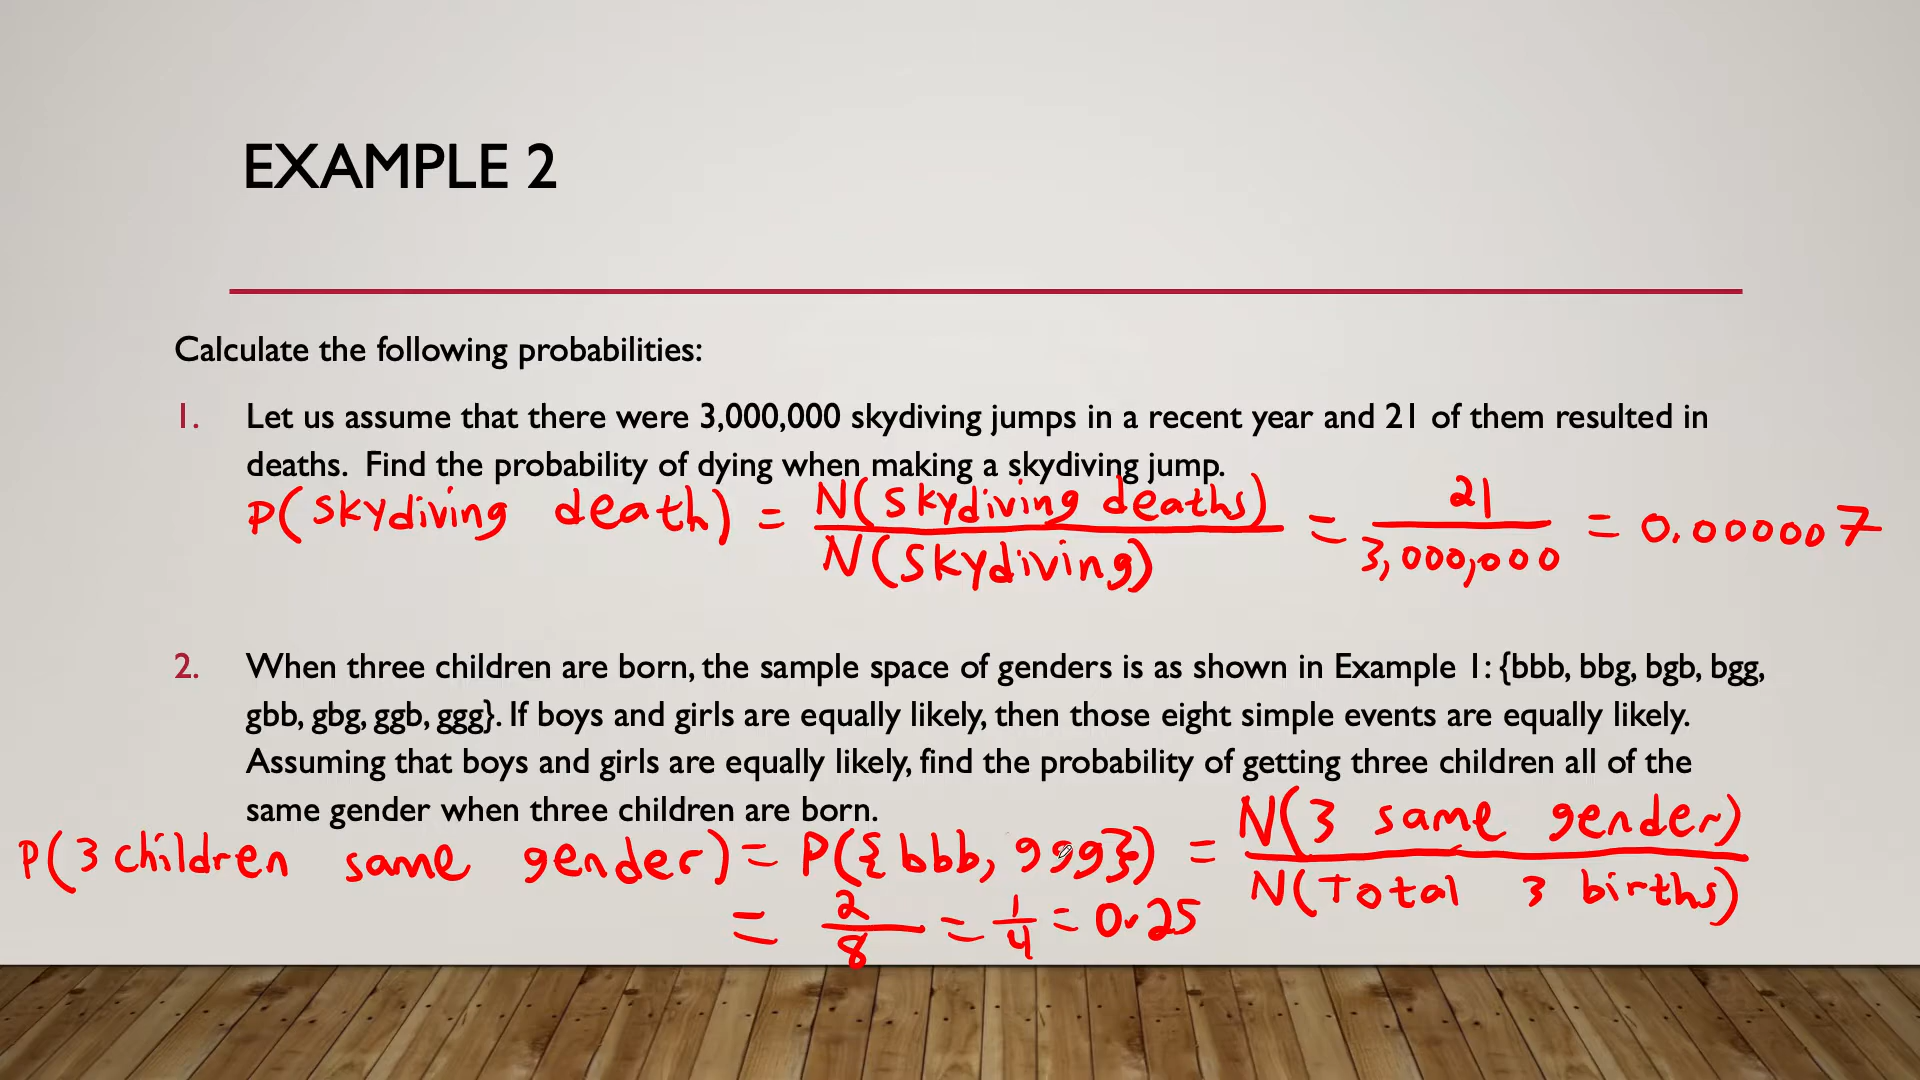 EXAMPLE 2
Calculate the following probabilities:
1. Let us assume that there were 3,000,000 skydiving jumps in a recent year and 21 of them resulted in
deaths. Find the probability of dying when making a skydiving jump.
P(skydiving death) = N(skydiving deaths) / N(skydiving) = 21 / 3,000,000 = 0.000007
2. When three children are born, the sample space of genders is as shown in Example 1: {bbb, bbg, bgb, bgg,
gbb, gbg, ggb, ggg}. If boys and girls are equally likely, then those eight simple events are equally likely.
Assuming that boys and girls are equally likely, find the probability of getting three children all of the
same gender when three children are born.
P(3 children same gender) = P({bbb, ggg}) = N(3 same gender) / N(Total 3 births)
= 2/8 = 1/4 = 0.25